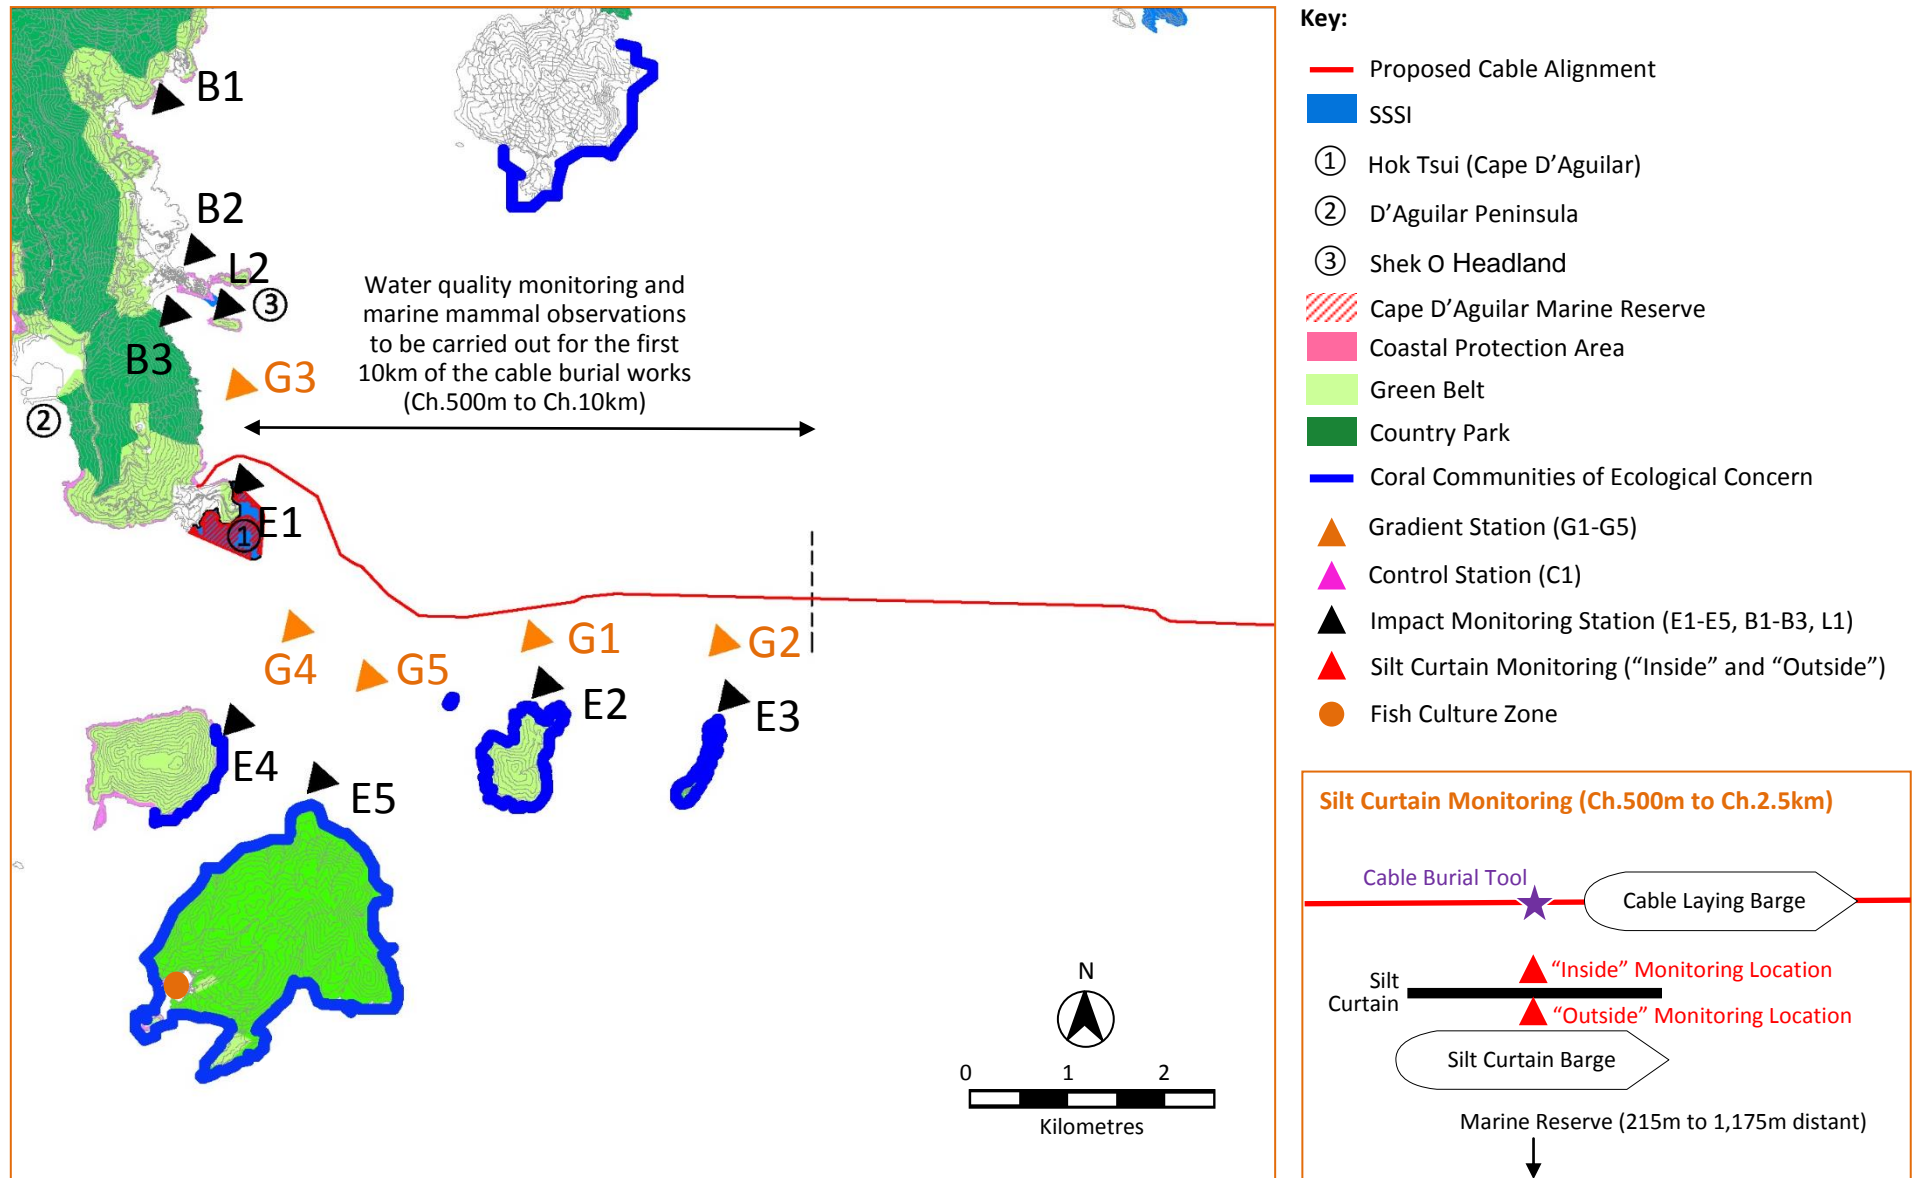 B1
B2
L2
③
B3
G3
②
Water quality monitoring and
marine mammal observations
to be carried out for the first
10km of the cable burial works
(Ch.500m to Ch.10km)
E1
①
G4
G5
G1
G2
E2
E3
E4
E5
N
0 1 2
Kilometres
Key:
Proposed Cable Alignment
SSSI
① Hok Tsui (Cape D’Aguilar)
② D’Aguilar Peninsula
③ Shek O Headland
Cape D’Aguilar Marine Reserve
Coastal Protection Area
Green Belt
Country Park
Coral Communities of Ecological Concern
Gradient Station (G1-G5)
Control Station (C1)
Impact Monitoring Station (E1-E5, B1-B3, L1)
Silt Curtain Monitoring (“Inside” and “Outside”)
Fish Culture Zone
Silt Curtain Monitoring (Ch.500m to Ch.2.5km)
Cable Burial Tool
Cable Laying Barge
“Inside” Monitoring Location
Silt
Curtain
“Outside” Monitoring Location
Silt Curtain Barge
Marine Reserve (215m to 1,175m distant)